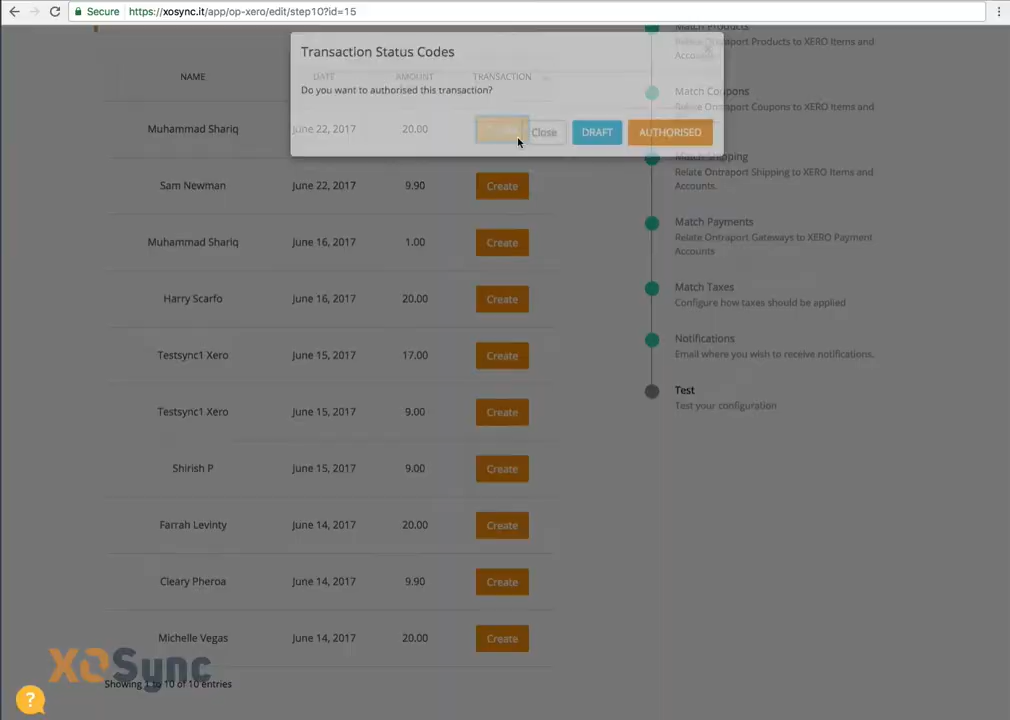 Secure https://xosync.it/app/op-xero/edit/step10?id=15
Transaction Status Codes
NAME DATE AMOUNT TRANSACTION
Do you want to authorised this transaction?
Muhammad Shariq June 22, 2017 20.00
Close DRAFT AUTHORISED
Sam Newman June 22, 2017 9.90 Create
Muhammad Shariq June 16, 2017 1.00 Create
Harry Scarfo June 16, 2017 20.00 Create
Testsync1 Xero June 15, 2017 17.00 Create
Testsync1 Xero June 15, 2017 9.00 Create
Shirish P June 15, 2017 9.00 Create
Farrah Levinty June 14, 2017 20.00 Create
Cleary Pheroa June 14, 2017 9.90 Create
Michelle Vegas June 14, 2017 20.00 Create
Showing 1 to 10 of 10 entries
XOSync
?
Match Products
Relate Ontraport Products to XERO Items and
Accounts.
Match Coupons
Relate Ontraport Coupons to XERO Items and
Match Shipping
Relate Ontraport Shipping to XERO Items and
Accounts.
Match Payments
Relate Ontraport Gateways to XERO Payment
Accounts
Match Taxes
Configure how taxes should be applied
Notifications
Email where you wish to receive notifications.
Test
Test your configuration